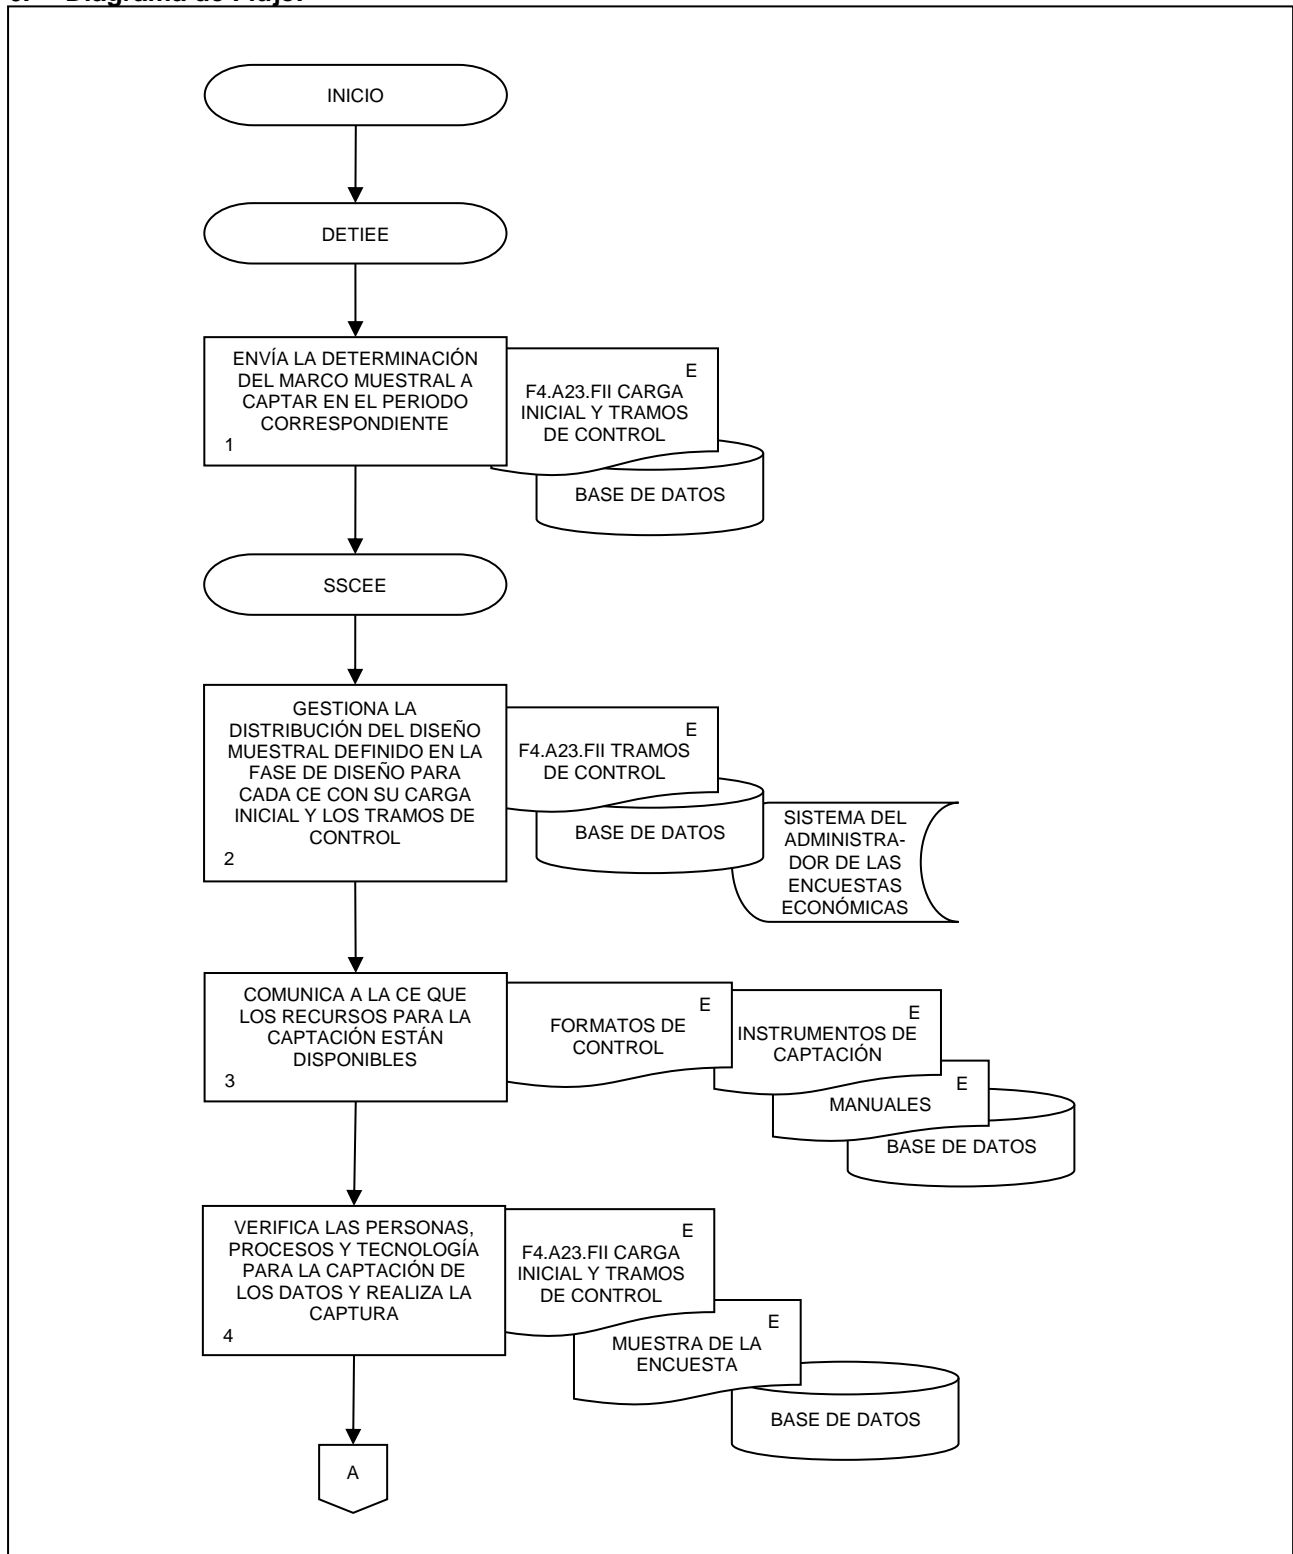 INICIO
DETIEE
ENVÍA LA DETERMINACIÓN
DEL MARCO MUESTRAL A
CAPTAR EN EL PERIODO
CORRESPONDIENTE
1
E
F4.A23.FII CARGA
INICIAL Y TRAMOS
DE CONTROL
BASE DE DATOS
SSCEE
GESTIONA LA
DISTRIBUCIÓN DEL DISEÑO
MUESTRAL DEFINIDO EN LA
FASE DE DISEÑO PARA
CADA CE CON SU CARGA
INICIAL Y LOS TRAMOS DE
CONTROL
2
E
F4.A23.FII TRAMOS
DE CONTROL
BASE DE DATOS
SISTEMA DEL
ADMINISTRA-
DOR DE LAS
ENCUESTAS
ECONÓMICAS
COMUNICA A LA CE QUE
LOS RECURSOS PARA LA
CAPTACIÓN ESTÁN
DISPONIBLES
3
E
FORMATOS DE
CONTROL
E
INSTRUMENTOS DE
CAPTACIÓN
E
MANUALES
BASE DE DATOS
VERIFICA LAS PERSONAS,
PROCESOS Y TECNOLOGÍA
PARA LA CAPTACIÓN DE
LOS DATOS Y REALIZA LA
CAPTURA
4
E
F4.A23.FII CARGA
INICIAL Y TRAMOS
DE CONTROL
E
MUESTRA DE LA
ENCUESTA
BASE DE DATOS
A